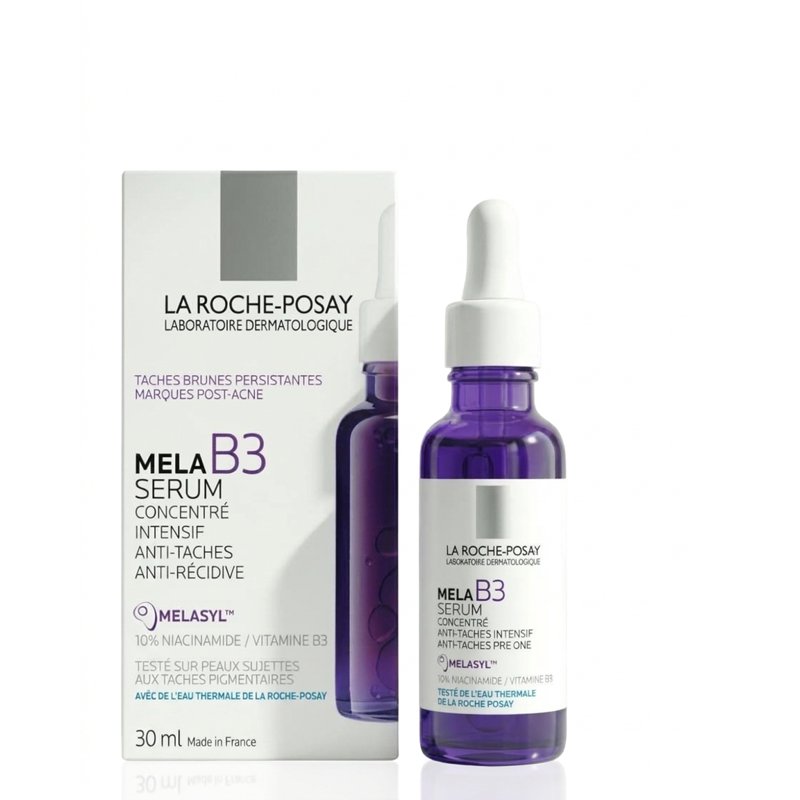 LA ROCHE-POSAY
LABORATOIRE DERMATOLOGIQUE
TACHES BRUNES PERSISTANTES
MARQUES POST-ACNE
MELA B3
SERUM
CONCENTRÉ
INTENSIF
ANTI-TACHES
ANTI-RÉCIDIVE
MELASYL™
10% NIACINAMIDE / VITAMINE B3
TESTÉ SUR PEAUX SUJETTES
AUX TACHES PIGMENTAIRES
AVÈC DE L'EAU THERMALE DE LA ROCHE-POSAY
30 ml Made in France
LA ROCHE-POSAY
LABOKATOIRE DERMATOLOGIQUE
MELA B3
SERUM
CONCENTRÉ
ANTI-TACHES INTENSIF
ANTI-TACHES PRE ONE
MELASYL™
10% NIACINAMIDE / VITAMINE B3
TESTÉ DE L'EAU THERMALE
DE LA ROCHE POSAY